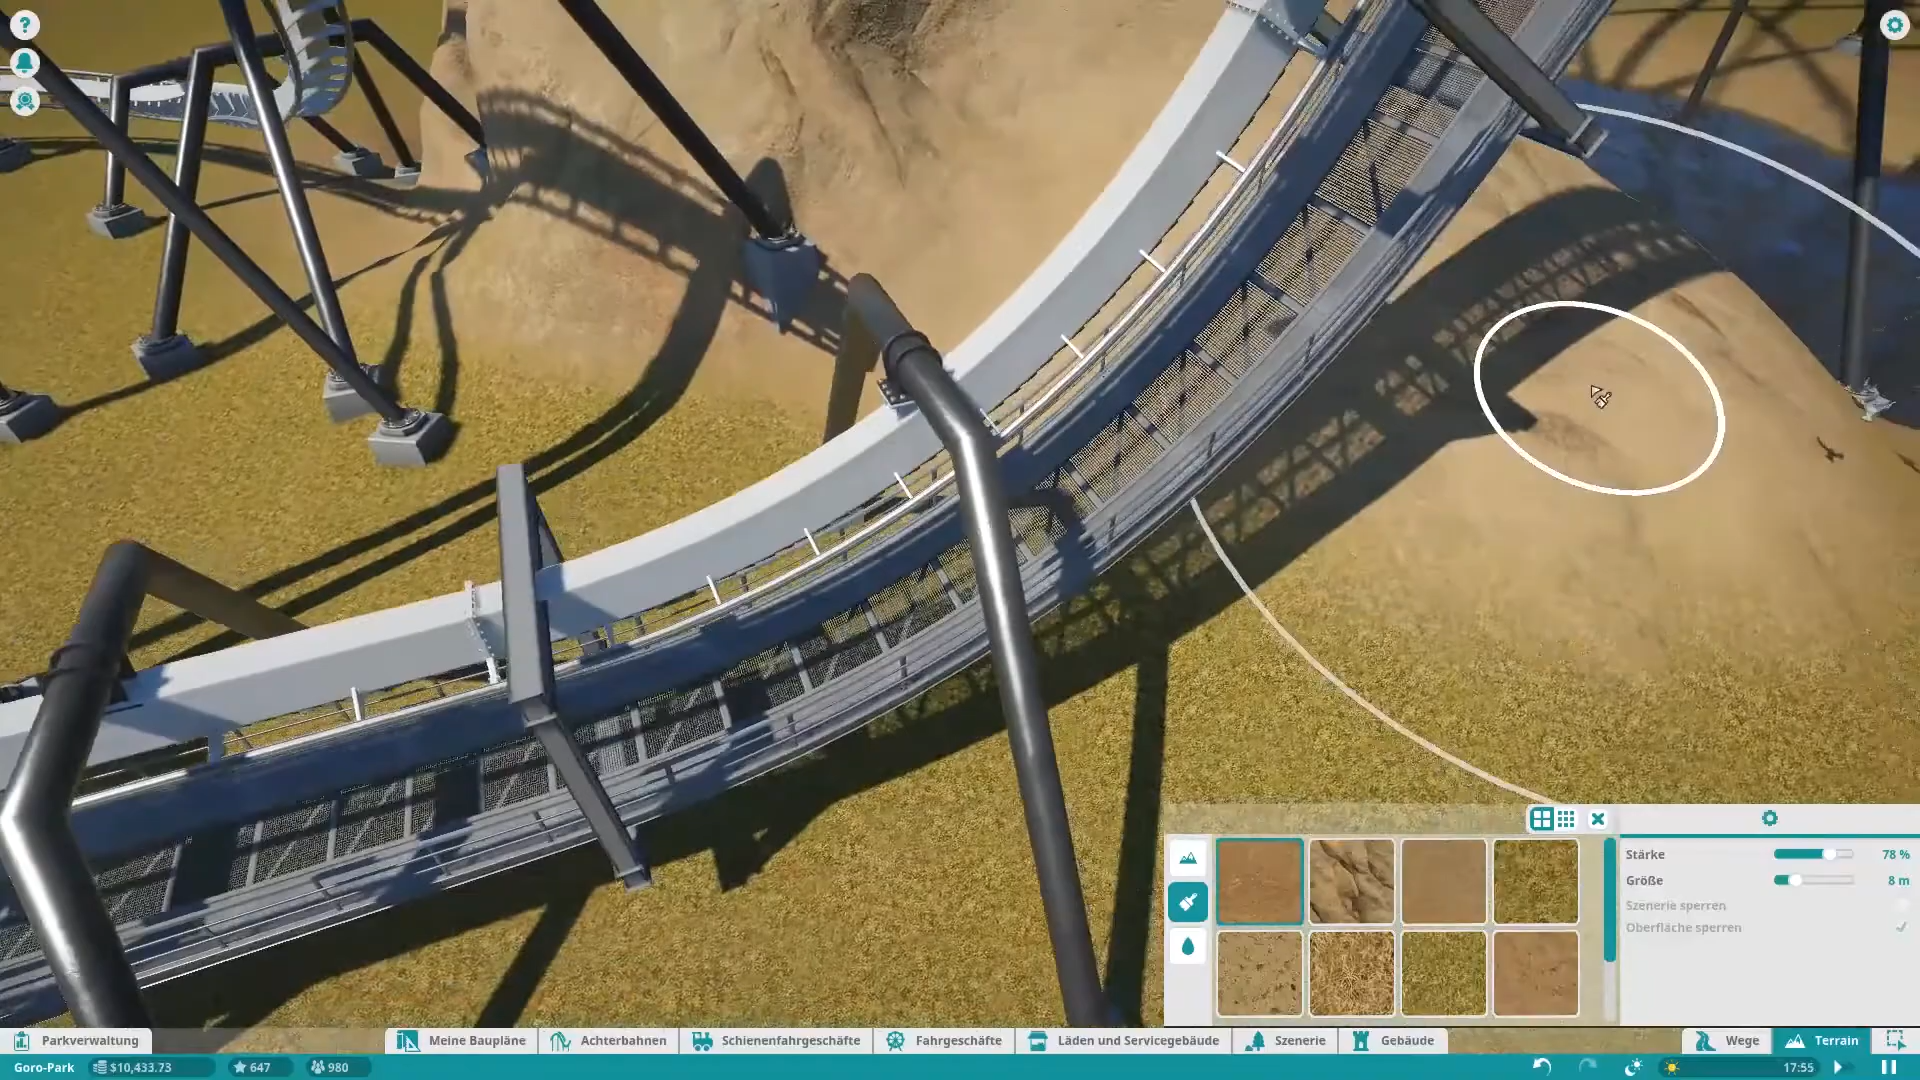 ?
Stärke 78 %
Größe 8 m
Szenerie sperren
Oberfläche sperren
Parkverwaltung Meine Baupläne Achterbahnen Schienenfahrgeschäfte Fahrgeschäfte Läden und Servicegebäude Szenerie Gebäude Wege Terrain
Goro-Park $10,433.73 647 980 17:55